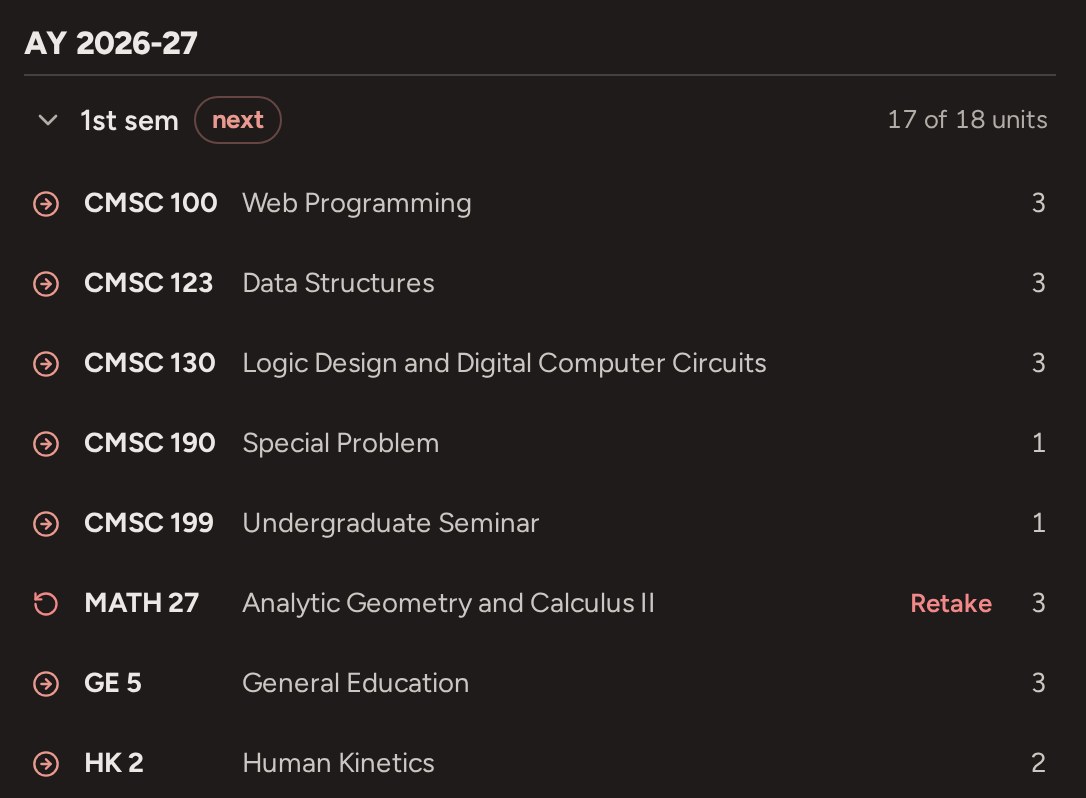 AY 2026-27
1st sem next 17 of 18 units
CMSC 100 Web Programming 3
CMSC 123 Data Structures 3
CMSC 130 Logic Design and Digital Computer Circuits 3
CMSC 190 Special Problem 1
CMSC 199 Undergraduate Seminar 1
MATH 27 Analytic Geometry and Calculus II Retake 3
GE 5 General Education 3
HK 2 Human Kinetics 2